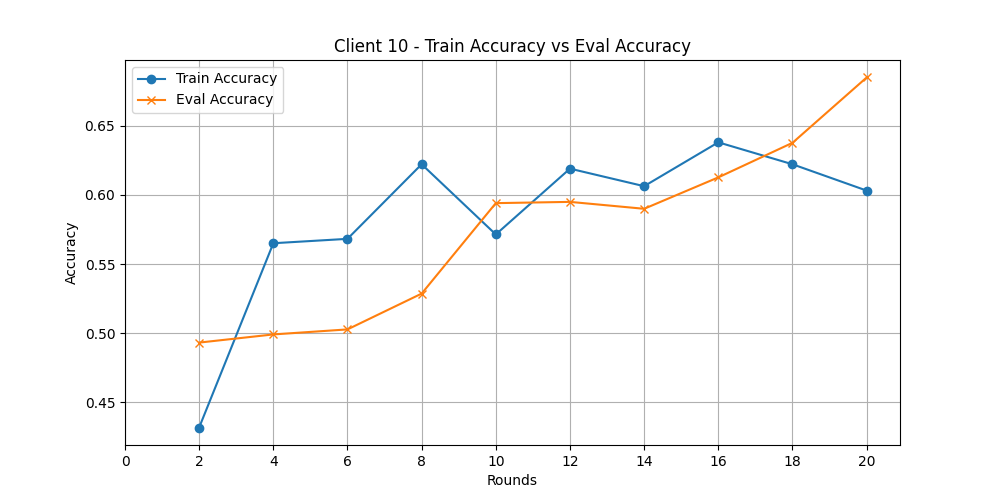 Client 10 - Train Accuracy vs Eval Accuracy
Train Accuracy
Eval Accuracy
Accuracy
0.65
0.60
0.55
0.50
0.45
0 2 4 6 8 10 12 14 16 18 20
Rounds